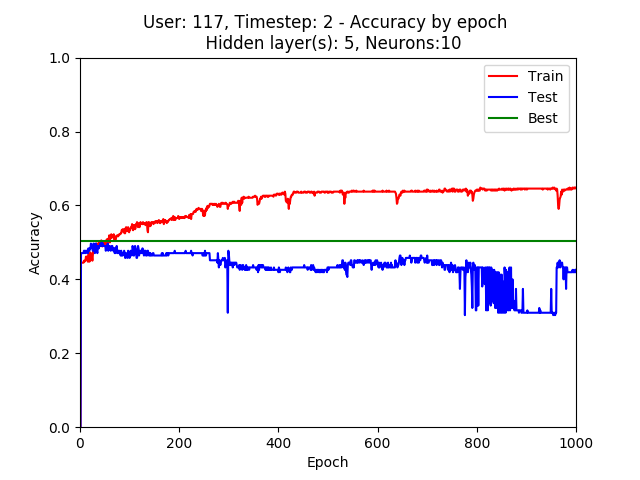 User: 117, Timestep: 2 - Accuracy by epoch
Hidden layer(s): 5, Neurons:10
1.0
0.8
0.6
0.4
0.2
0.0
Accuracy
Train
Test
Best
0
200
400
600
800
1000
Epoch